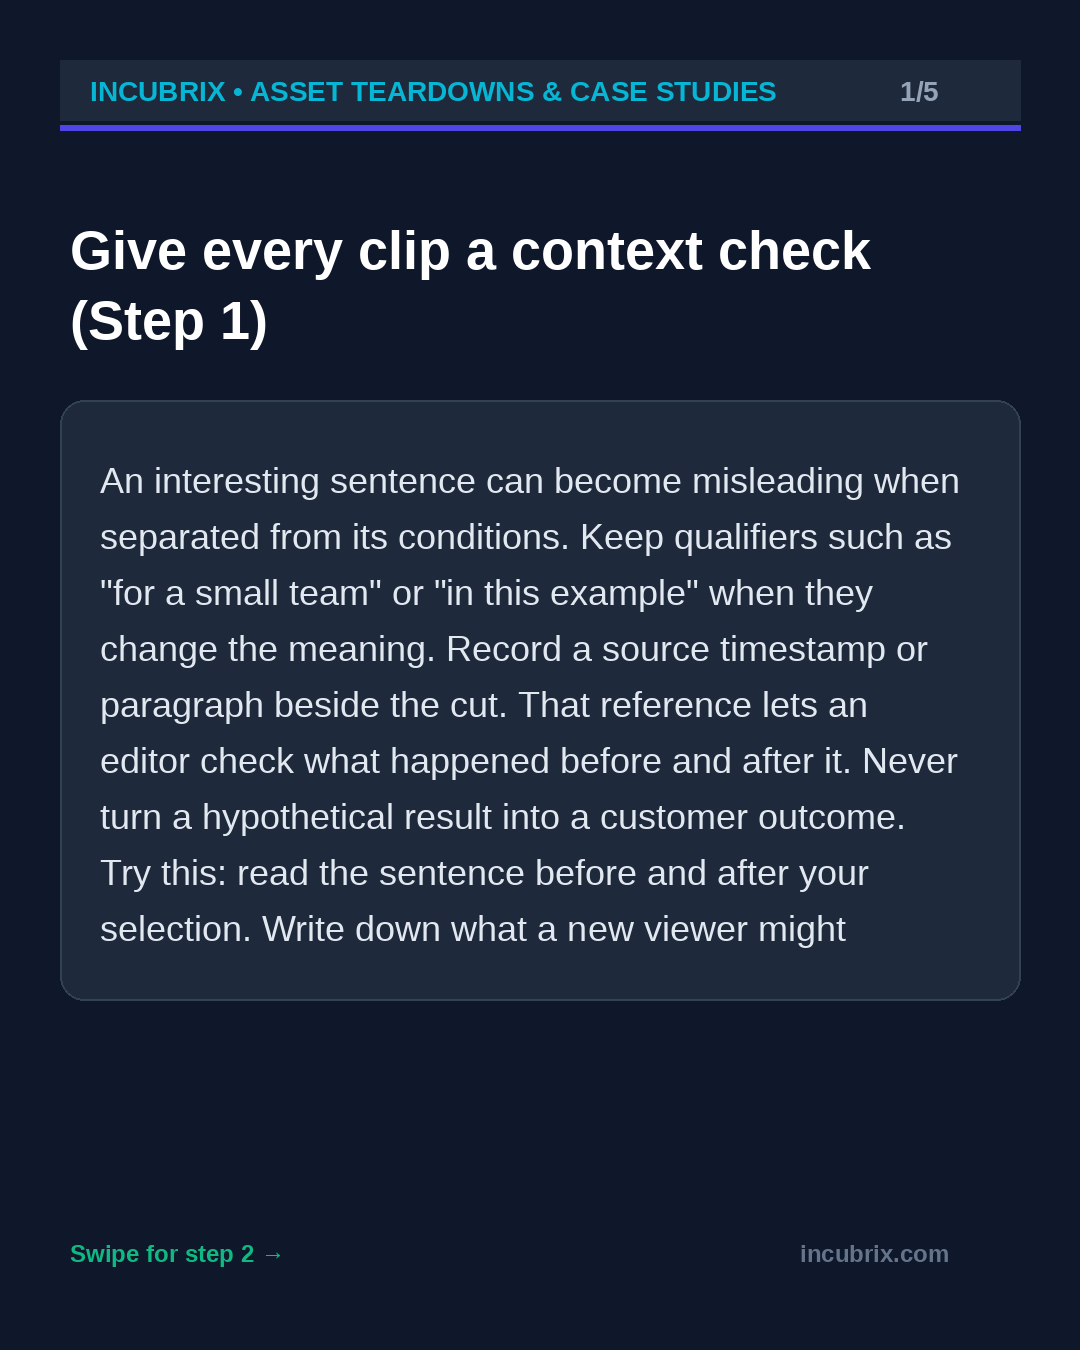 INCUBRIX • ASSET TEARDOWNS & CASE STUDIES 1/5
Give every clip a context check
(Step 1)
An interesting sentence can become misleading when
separated from its conditions. Keep qualifiers such as
"for a small team" or "in this example" when they
change the meaning. Record a source timestamp or
paragraph beside the cut. That reference lets an
editor check what happened before and after it. Never
turn a hypothetical result into a customer outcome.
Try this: read the sentence before and after your
selection. Write down what a new viewer might
Swipe for step 2 → incubrix.com